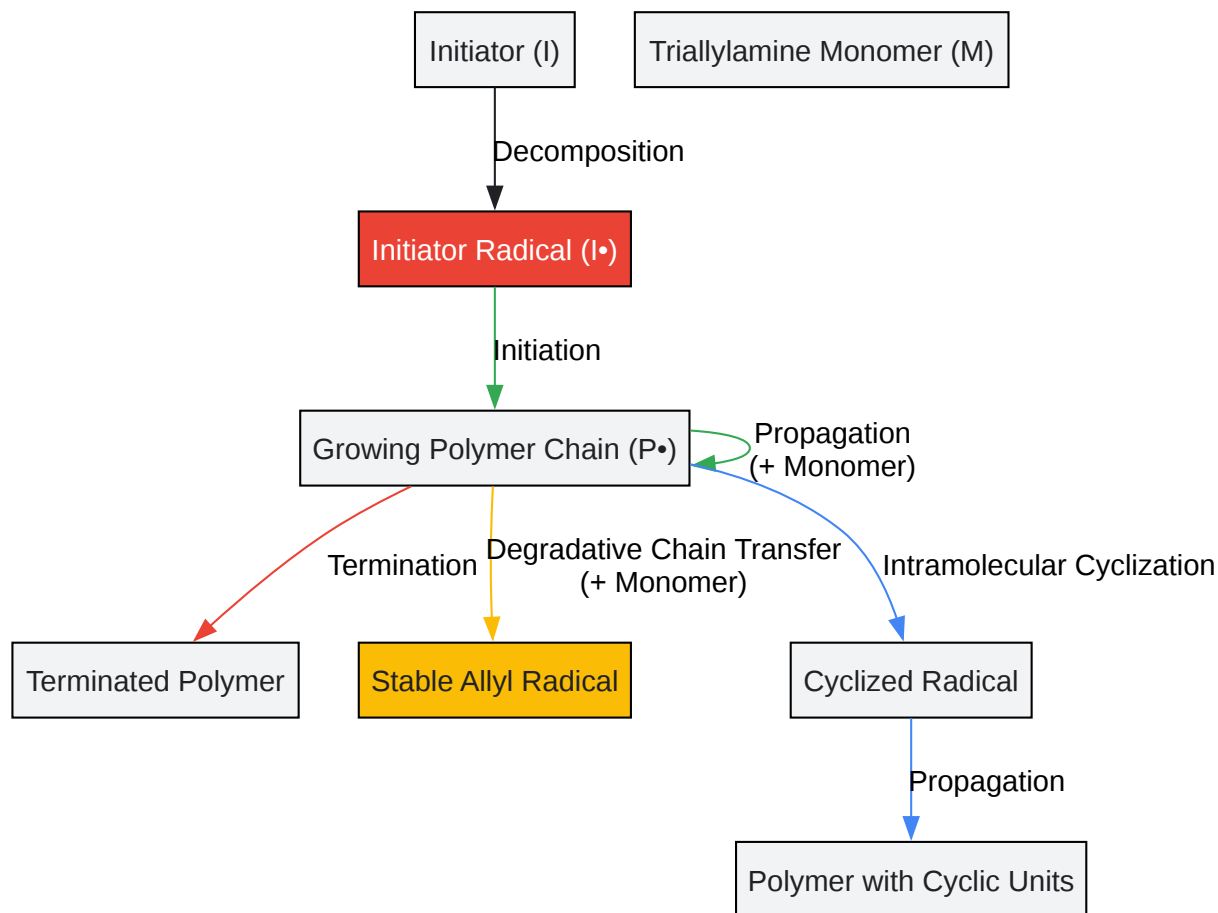 Initiator (I)
Triallylamine Monomer (M)
Decomposition
Initiator Radical (I•)
Initiation
Growing Polymer Chain (P•)
Propagation
(+ Monomer)
Termination
Degradative Chain Transfer
(+ Monomer)
Intramolecular Cyclization
Terminated Polymer
Stable Allyl Radical
Cyclized Radical
Propagation
Polymer with Cyclic Units